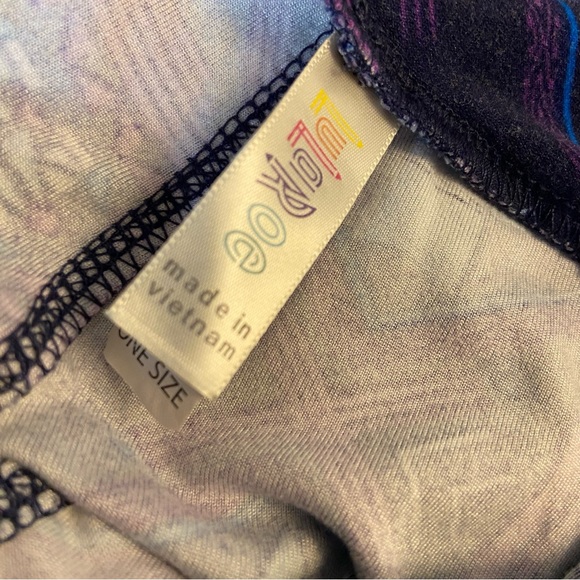 LuLaRoe
made in
vietnam
ONE SIZE